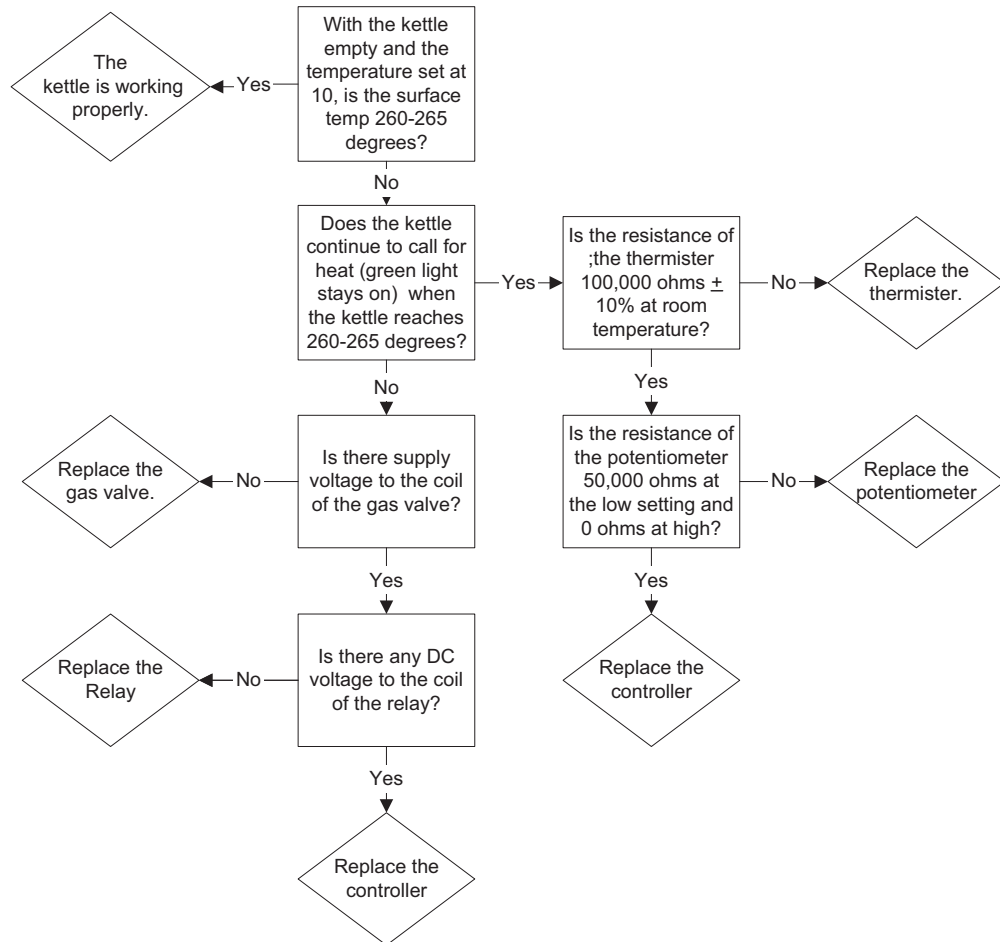 With the kettle
empty and the
temperature set at
10, is the surface
temp 260-265
degrees?
Yes
The
kettle is working
properly.
No
Does the kettle
continue to call for
heat (green light
stays on) when
the kettle reaches
260-265 degrees?
Yes
Is the resistance of
;the thermister
100,000 ohms ±
10% at room
temperature?
No
Replace the
thermister.
No
Yes
Is there supply
voltage to the coil
of the gas valve?
No
Replace the
gas valve.
Is the resistance of
the potentiometer
50,000 ohms at
the low setting and
0 ohms at high?
No
Replace the
potentiometer
Yes
Yes
Is there any DC
voltage to the coil
of the relay?
No
Replace the
Relay
Replace the
controller
Yes
Replace the
controller